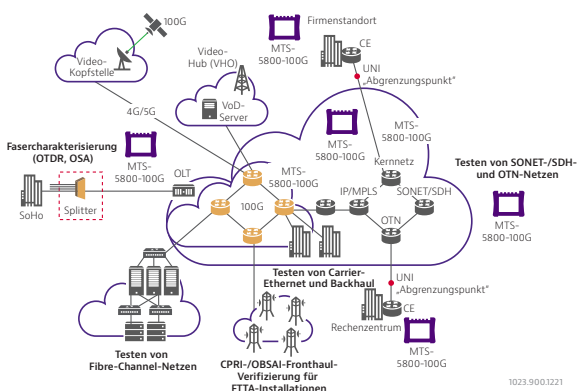 100G
Video-
Kopfstelle
Video-
Hub (VHO)
VoD-
Server
MTS-
5800-100G
Firmenstandort
CE
UNI
„Abgrenzungspunkt“
4G/5G
Fasercharakterisierung
(OTDR, OSA)
MTS-
5800-100G
OLT
SoHo
Splitter
MTS-
5800-100G
MTS-
5800-100G
MTS-
5800-100G
Kernnetz
IP/MPLS
SONET/SDH
OTN
100G
Testen von SONET-/SDH-
und OTN-Netzen
MTS-
5800-100G
Testen von Carrier-
Ethernet und Backhaul
UNI
„Abgrenzungspunkt“
CE
Rechenzentrum
MTS-
5800-100G
Testen von
Fibre-Channel-Netzen
CPRI-/OBSAI-Fronthaul-
Verifizierung für
FTTA-Installationen
1023.900.1221